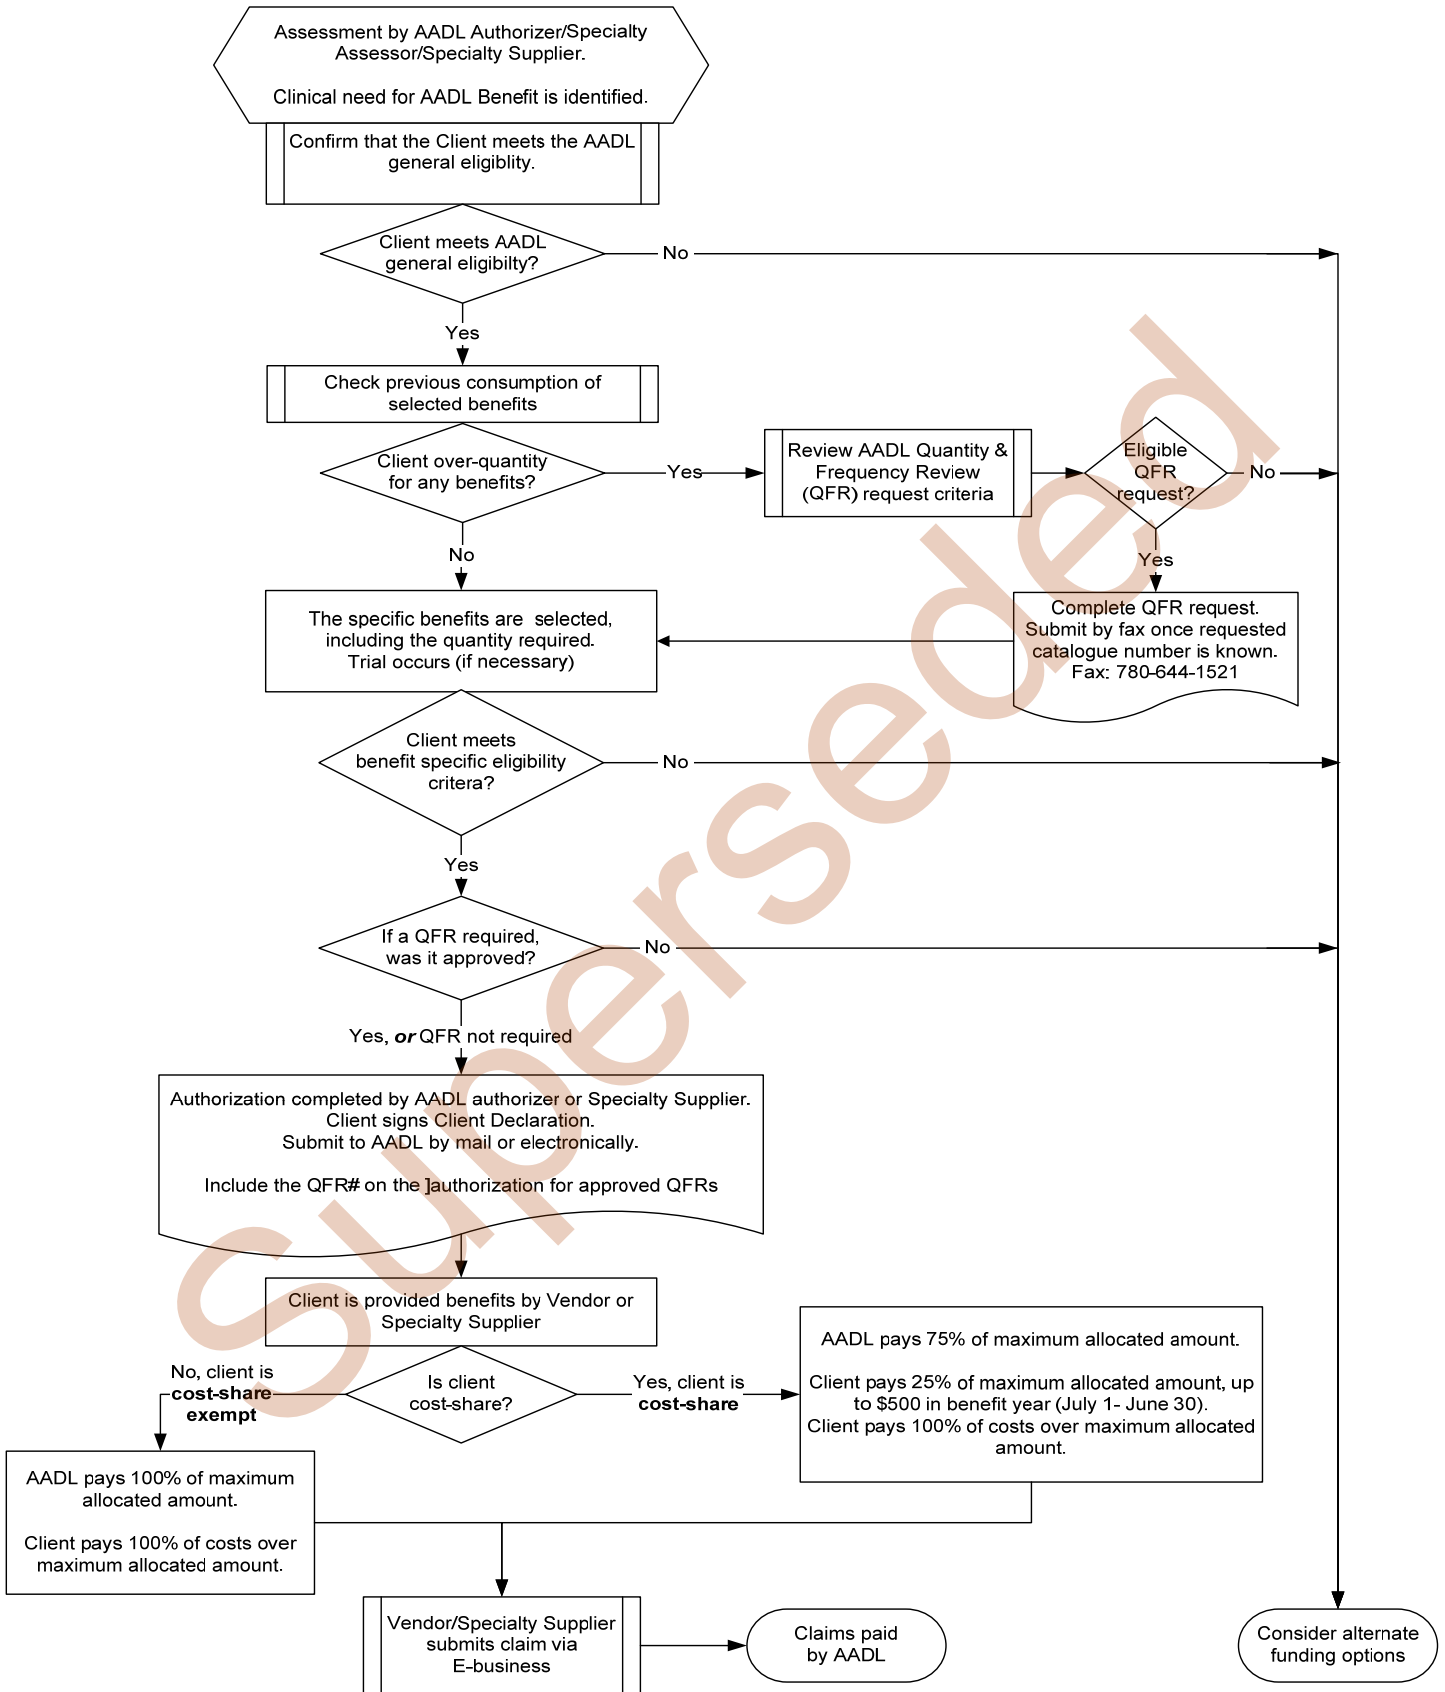 Assessment by AADL Authorizer/Specialty
Assessor/Specialty Supplier.
Clinical need for AADL Benefit is identified.
Confirm that the Client meets the AADL
general eligiblity.
Client meets AADL
general eligibilty?
No
Yes
Check previous consumption of
selected benefits
Client over-quantity
for any benefits?
Yes
Review AADL Quantity &
Frequency Review
(QFR) request criteria
Eligible
QFR
request?
No
No
Yes
The specific benefits are selected,
including the quantity required.
Trial occurs (if necessary)
Complete QFR request.
Submit by fax once requested
catalogue number is known.
Fax: 780-644-1521
Client meets
benefit specific eligibility
critera?
No
Yes
If a QFR required,
was it approved?
No
Yes, or QFR not required
Authorization completed by AADL authorizer or Specialty Supplier.
Client signs Client Declaration.
Submit to AADL by mail or electronically.
Include the QFR# on the ]authorization for approved QFRs
Client is provided benefits by Vendor or
Specialty Supplier
Is client
cost-share?
No, client is
cost-share
exempt
Yes, client is
cost-share
AADL pays 75% of maximum allocated amount.
Client pays 25% of maximum allocated amount, up
to $500 in benefit year (July 1- June 30).
Client pays 100% of costs over maximum allocated
amount.
AADL pays 100% of maximum
allocated amount.
Client pays 100% of costs over
maximum allocated amount.
Vendor/Specialty Supplier
submits claim via
E-business
Claims paid
by AADL
Consider alternate
funding options
Superseded